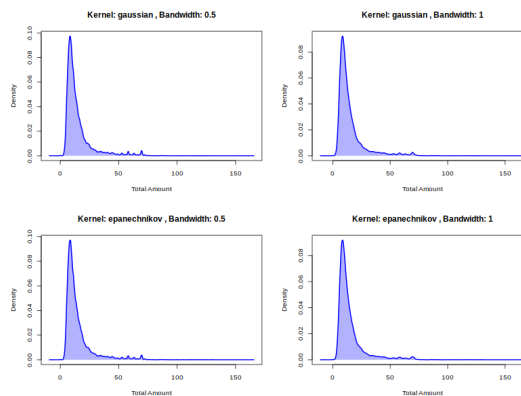 Kernel: gaussian , Bandwidth: 0.5
Density
0.00 0.02 0.04 0.06 0.08 0.10
0 50 100 150
Total Amount
Kernel: gaussian , Bandwidth: 1
Density
0.00 0.02 0.04 0.06 0.08
0 50 100 150
Total Amount
Kernel: epanechnikov , Bandwidth: 0.5
Density
0.00 0.02 0.04 0.06 0.08 0.10
0 50 100 150
Total Amount
Kernel: epanechnikov , Bandwidth: 1
Density
0.00 0.02 0.04 0.06 0.08
0 50 100 150
Total Amount